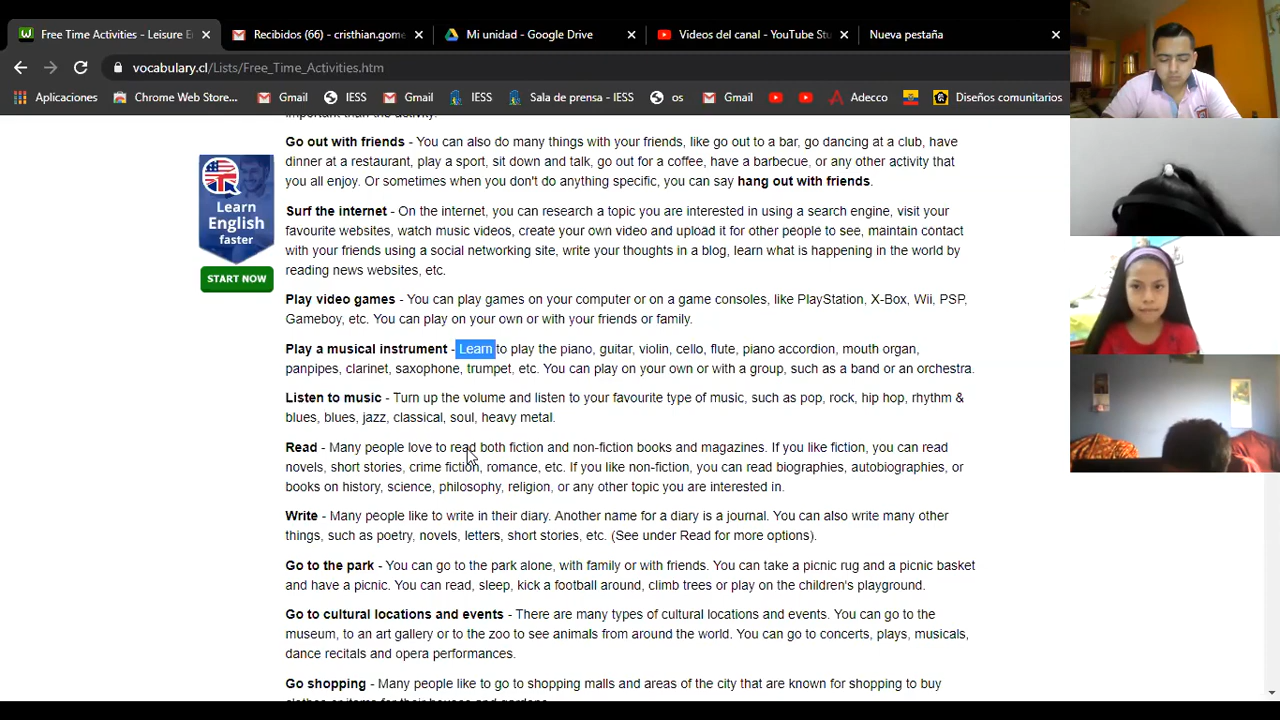 Free Time Activities - Leisure E
Recibidos (66) - cristhian.gome
Mi unidad - Google Drive
Videos del canal - YouTube Stu
Nueva pestaña
vocabulary.cl/Lists/Free_Time_Activities.htm
Aplicaciones
Chrome Web Store...
Gmail
IESS
Gmail
IESS
Sala de prensa - IESS
os
Gmail
Adecco
Diseños comunitarios
important than the activity.
Go out with friends - You can also do many things with your friends, like go out to a bar, go dancing at a club, have
dinner at a restaurant, play a sport, sit down and talk, go out for a coffee, have a barbecue, or any other activity that
you all enjoy. Or sometimes when you don't do anything specific, you can say hang out with friends.
Learn
English
faster
START NOW
Surf the internet - On the internet, you can research a topic you are interested in using a search engine, visit your
favourite websites, watch music videos, create your own video and upload it for other people to see, maintain contact
with your friends using a social networking site, write your thoughts in a blog, learn what is happening in the world by
reading news websites, etc.
Play video games - You can play games on your computer or on a game consoles, like PlayStation, X-Box, Wii, PSP,
Gameboy, etc. You can play on your own or with your friends or family.
Play a musical instrument - Learn to play the piano, guitar, violin, cello, flute, piano accordion, mouth organ,
panpipes, clarinet, saxophone, trumpet, etc. You can play on your own or with a group, such as a band or an orchestra.
Listen to music - Turn up the volume and listen to your favourite type of music, such as pop, rock, hip hop, rhythm &
blues, blues, jazz, classical, soul, heavy metal.
Read - Many people love to read both fiction and non-fiction books and magazines. If you like fiction, you can read
novels, short stories, crime fiction, romance, etc. If you like non-fiction, you can read biographies, autobiographies, or
books on history, science, philosophy, religion, or any other topic you are interested in.
Write - Many people like to write in their diary. Another name for a diary is a journal. You can also write many other
things, such as poetry, novels, letters, short stories, etc. (See under Read for more options).
Go to the park - You can go to the park alone, with family or with friends. You can take a picnic rug and a picnic basket
and have a picnic. You can read, sleep, kick a football around, climb trees or play on the children's playground.
Go to cultural locations and events - There are many types of cultural locations and events. You can go to the
museum, to an art gallery or to the zoo to see animals from around the world. You can go to concerts, plays, musicals,
dance recitals and opera performances.
Go shopping - Many people like to go to shopping malls and areas of the city that are known for shopping to buy